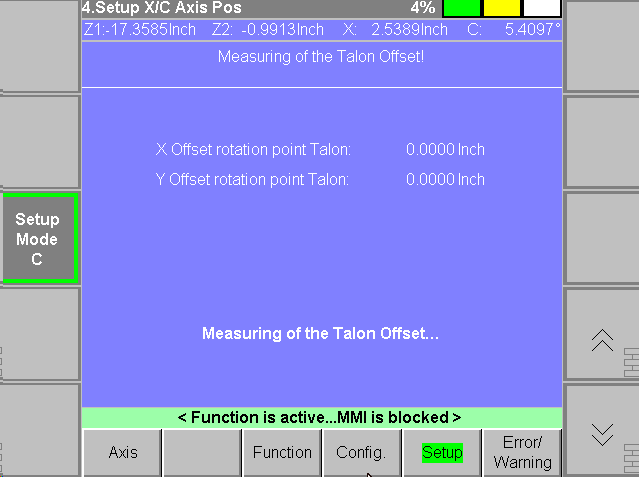 4.Setup X/C Axis Pos 4%
Z1:-17.3585Inch Z2: -0.9913Inch X: 2.5389Inch C: 5.4097°
Measuring of the Talon Offset!
X Offset rotation point Talon: 0.0000 Inch
Y Offset rotation point Talon: 0.0000 Inch
Setup
Mode
C
Measuring of the Talon Offset...
< Function is active...MMI is blocked >
Axis Function Config. Setup Error/
Warning